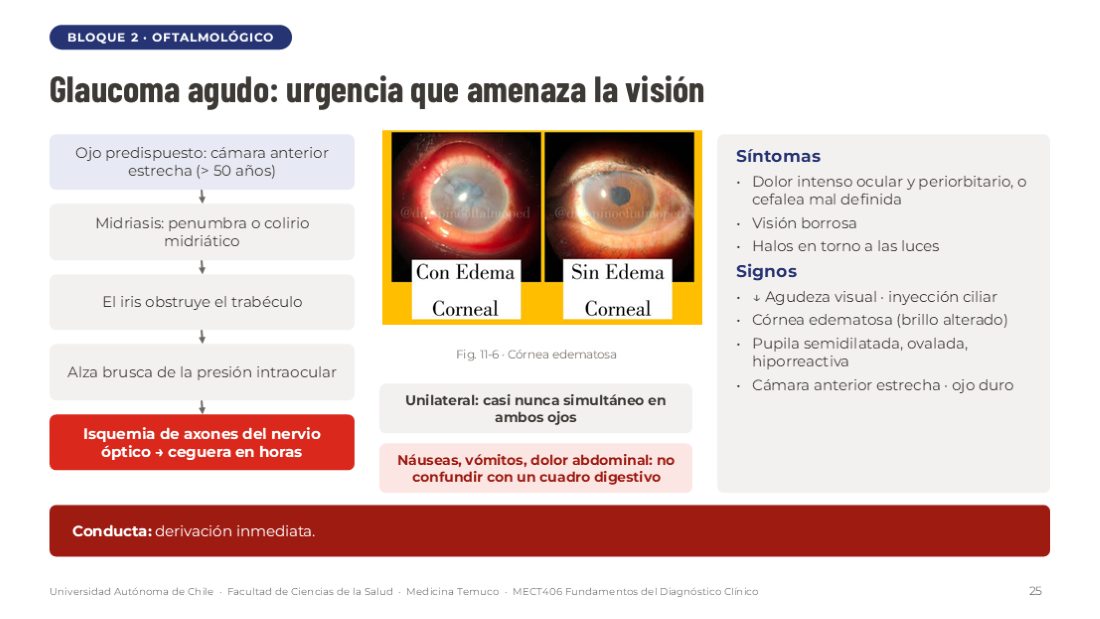 BLOQUE 2 · OFTALMOLÓGICO
Glaucoma agudo: urgencia que amenaza la visión
Ojo predispuesto: cámara anterior
estrecha (> 50 años)
Midriasis: penumbra o colirio
midriático
El iris obstruye el trabéculo
Alza brusca de la presión intraocular
Isquemia de axones del nervio
óptico → ceguera en horas
Con Edema
Corneal
Sin Edema
Corneal
Fig. 11-6 · Córnea edematosa
Unilateral: casi nunca simultáneo en
ambos ojos
Náuseas, vómitos, dolor abdominal: no
confundir con un cuadro digestivo
Síntomas
• Dolor intenso ocular y periorbitario, o
cefalea mal definida
• Visión borrosa
• Halos en torno a las luces
Signos
• ↓ Agudeza visual · inyección ciliar
• Córnea edematosa (brillo alterado)
• Pupila semidilatada, ovalada,
hiporreactiva
• Cámara anterior estrecha · ojo duro
Conducta: derivación inmediata.
Universidad Autónoma de Chile · Facultad de Ciencias de la Salud · Medicina Temuco · MECT406 Fundamentos del Diagnóstico Clínico
25